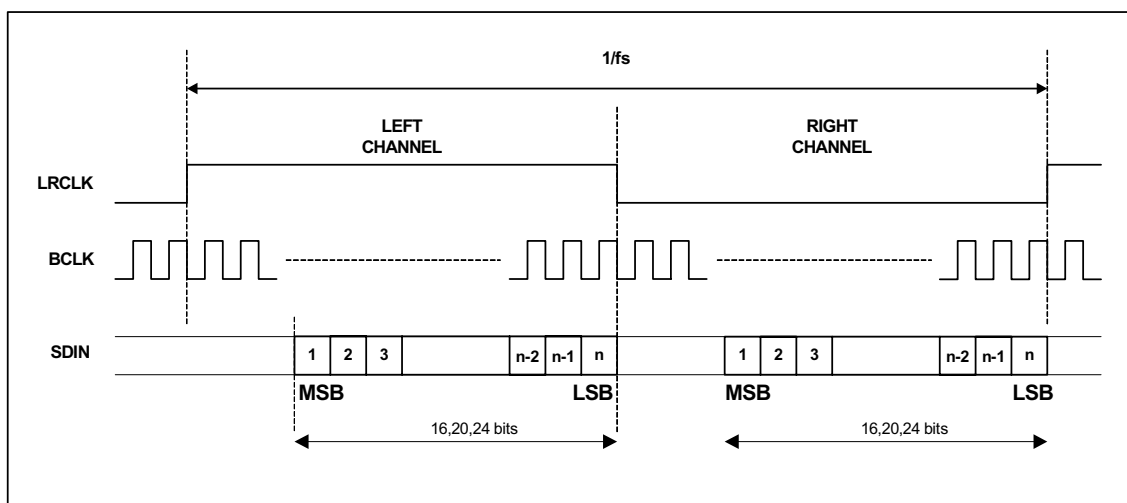 1/fs
LEFT
CHANNEL
RIGHT
CHANNEL
LRCLK
BCLK
SDIN
1 2 3 n-2 n-1 n 1 2 3 n-2 n-1 n
MSB LSB MSB LSB
16,20,24 bits 16,20,24 bits